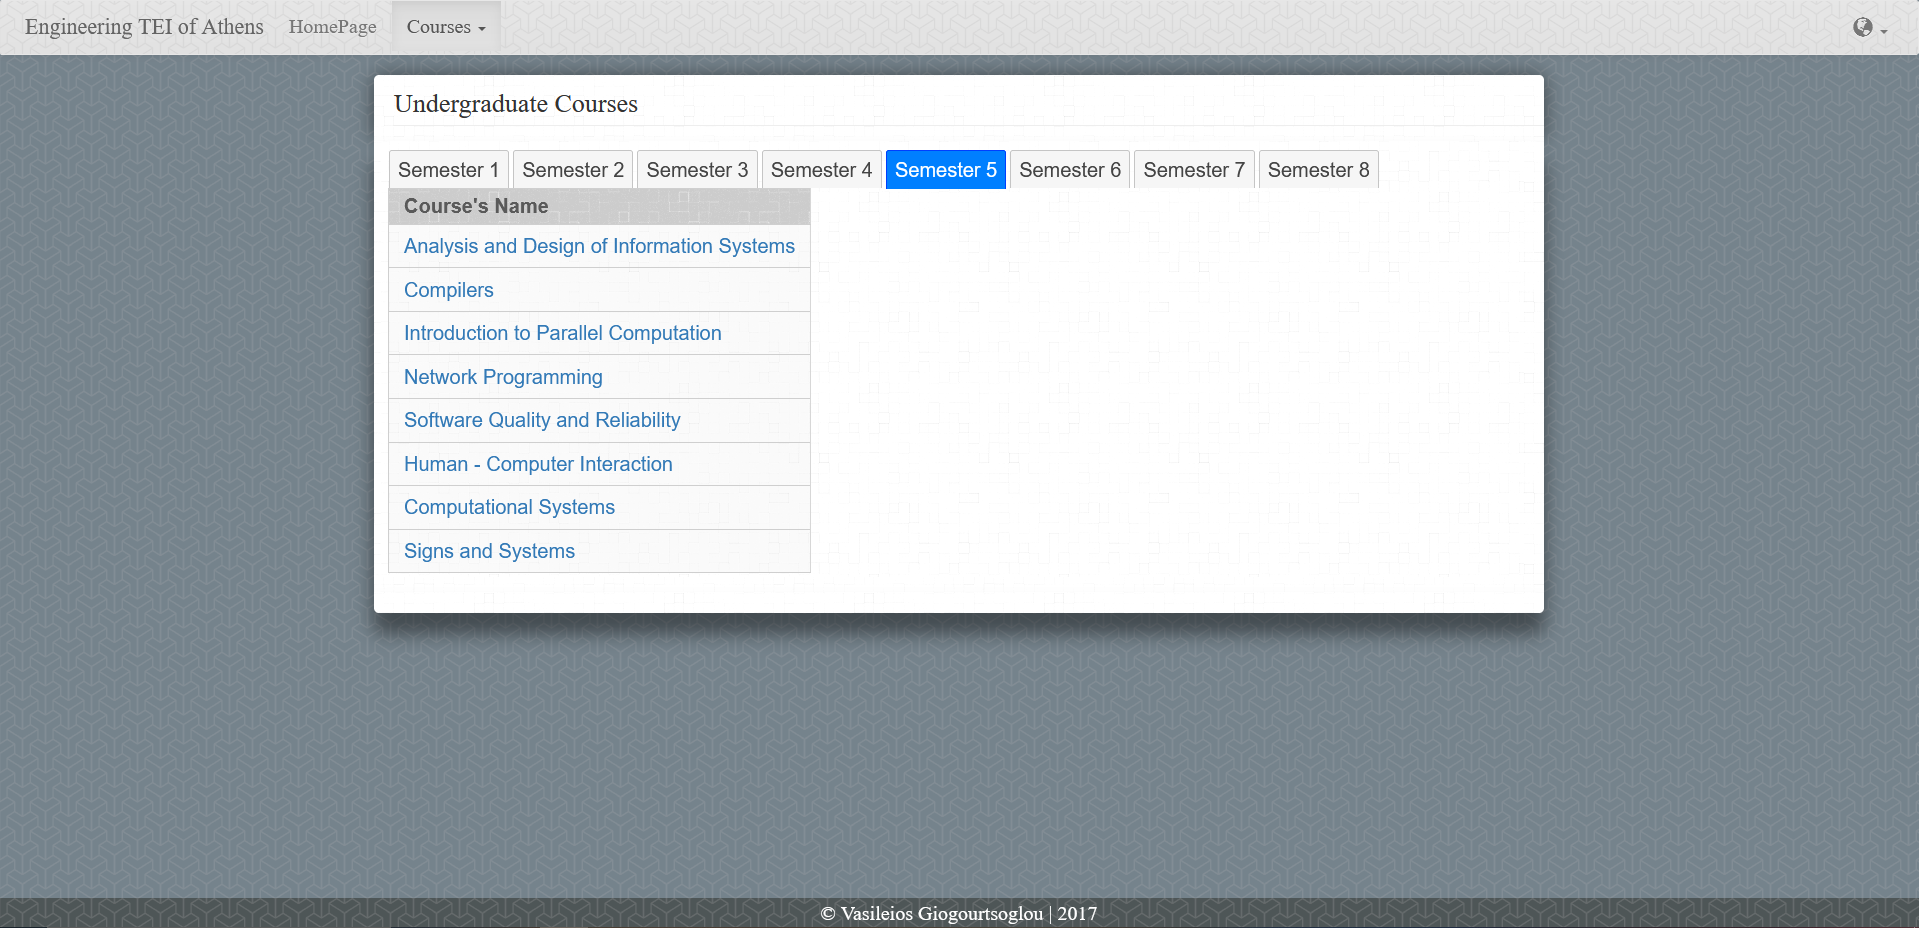 Engineering TEI of Athens HomePage Courses
Undergraduate Courses
Semester 1 Semester 2 Semester 3 Semester 4 Semester 5 Semester 6 Semester 7 Semester 8
Course's Name
Analysis and Design of Information Systems
Compilers
Introduction to Parallel Computation
Network Programming
Software Quality and Reliability
Human - Computer Interaction
Computational Systems
Signs and Systems
© Vasileios Giogourtsoglou | 2017